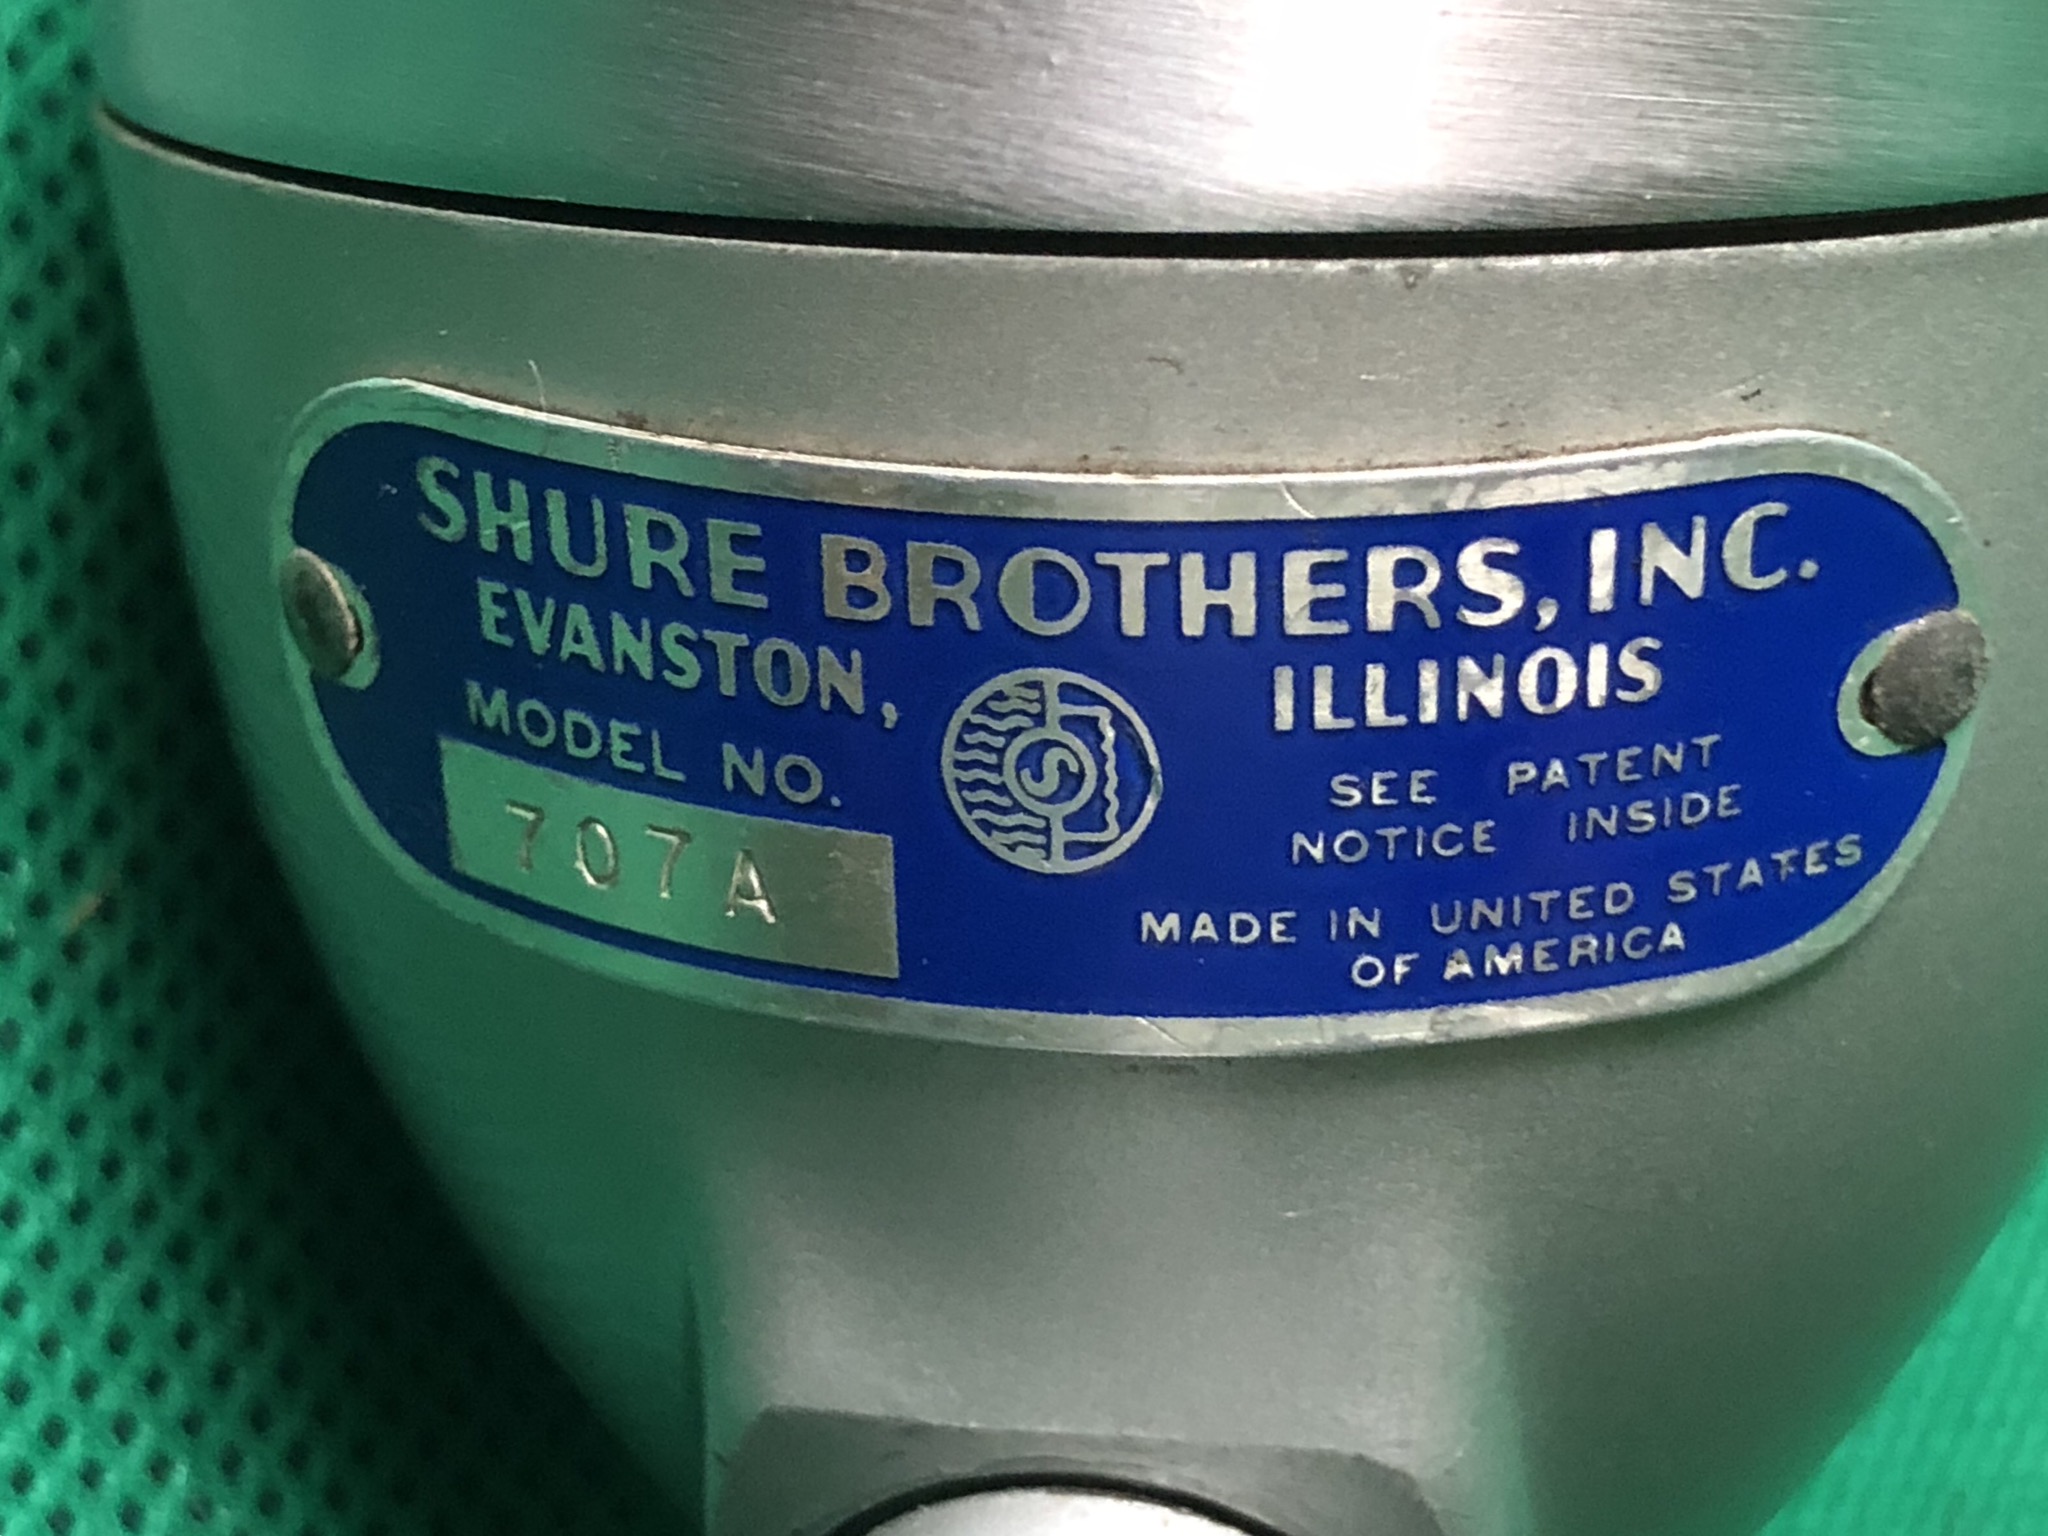 SHURE BROTHERS, INC.
EVANSTON, ILLINOIS
MODEL NO.
707A
S
SEE PATENT
NOTICE INSIDE
MADE IN UNITED STATES
OF AMERICA